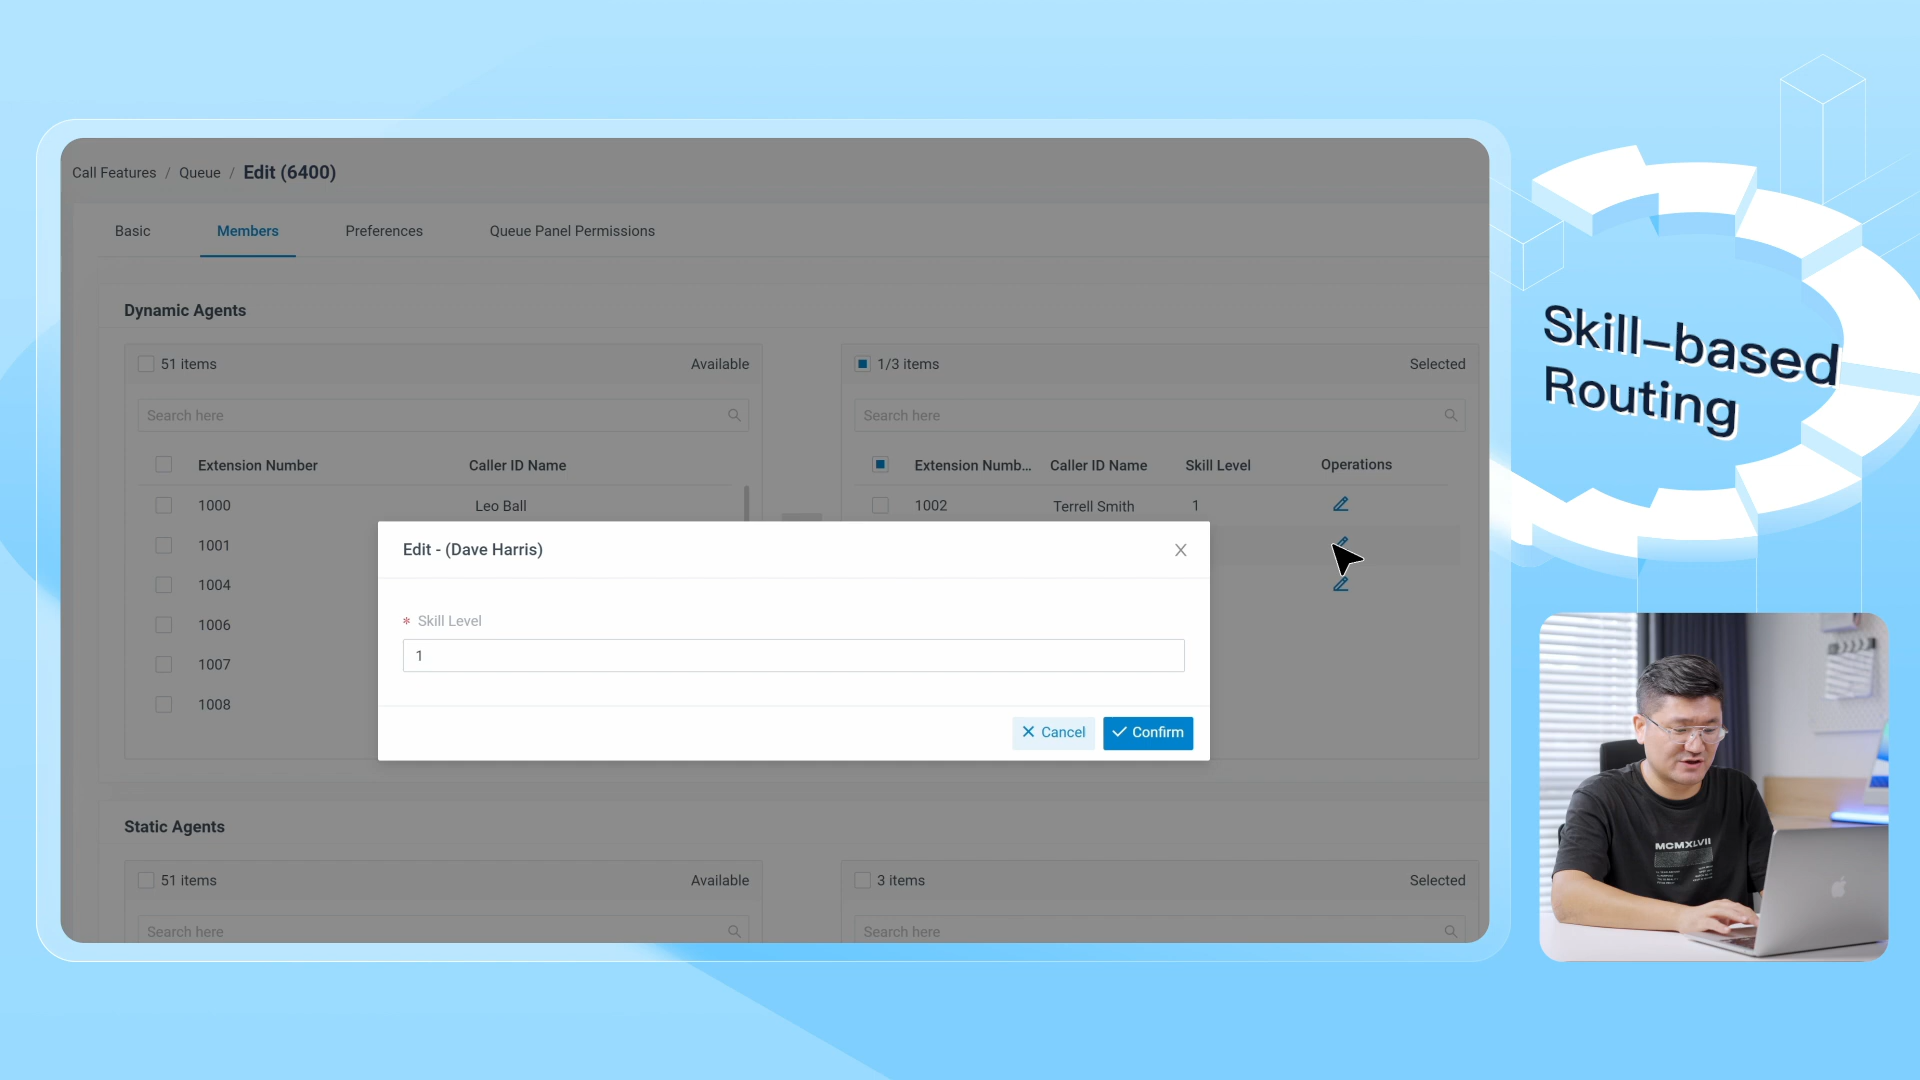 Call Features / Queue / Edit (6400)
Basic Members Preferences Queue Panel Permissions
Dynamic Agents
51 items Available
Search here
Extension Number Caller ID Name
1000 Leo Ball
1001
1004
1006
1007
1008
1/3 items Selected
Search here
Extension Numb... Caller ID Name Skill Level Operations
1002 Terrell Smith 1
Edit - (Dave Harris)
* Skill Level
1
Cancel Confirm
Static Agents
51 items Available
Search here
3 items Selected
Search here
Skill-based
Routing
MCMXLVII